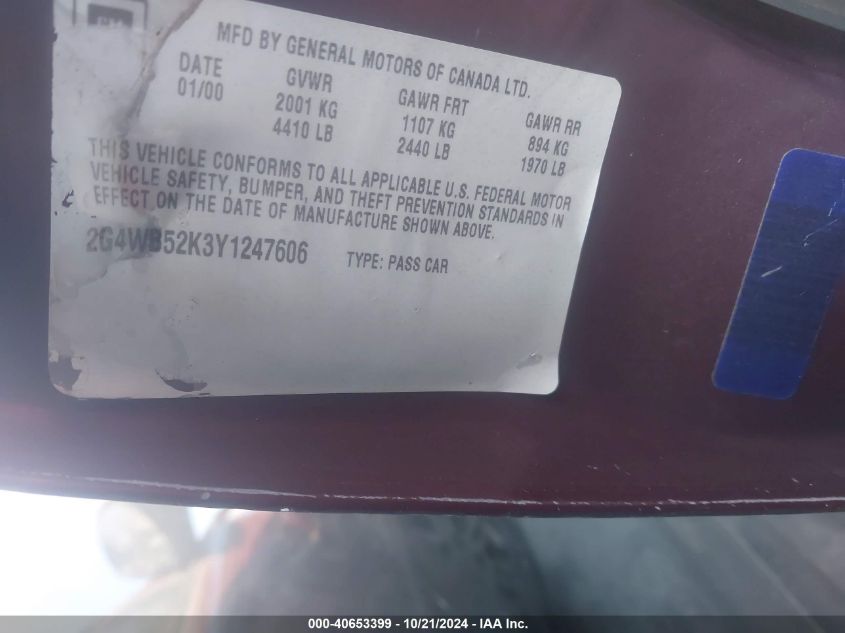 GM
MFD BY GENERAL MOTORS OF CANADA LTD.
DATE GVWR GAWR FRT GAWR RR
01/00 2001 KG 1107 KG 894 KG
4410 LB 2440 LB 1970 LB
THIS VEHICLE CONFORMS TO ALL APPLICABLE U.S. FEDERAL MOTOR
VEHICLE SAFETY, BUMPER, AND THEFT PREVENTION STANDARDS IN
EFFECT ON THE DATE OF MANUFACTURE SHOWN ABOVE.
2G4WB52K3Y1247606 TYPE: PASS CAR
000-40653399 - 10/21/2024 - IAA Inc.